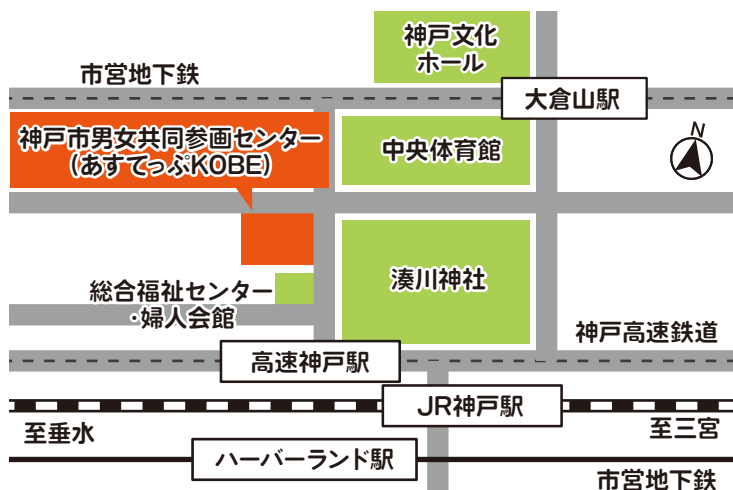 神戸文化
ホール
市営地下鉄
大倉山駅
神戸市男女共同参画センター
(あすてっぷKOBE)
中央体育館
N
湊川神社
総合福祉センター
・婦人会館
神戸高速鉄道
高速神戸駅
JR神戸駅
至垂水
至三宮
ハーバーランド駅
市営地下鉄